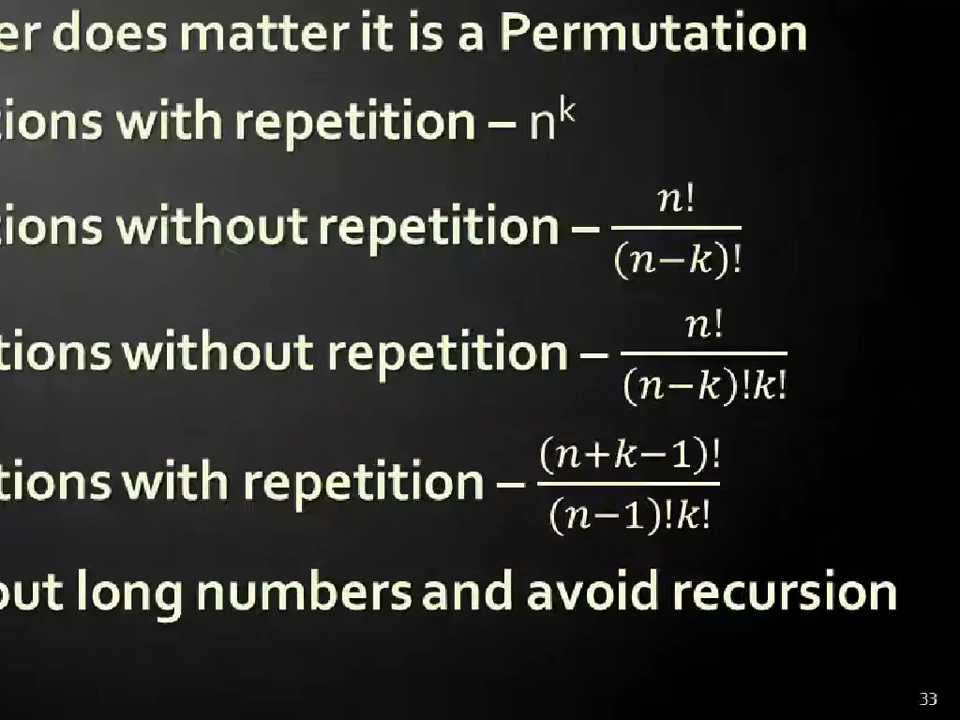 er does matter it is a Permutation
tions with repetition – nᵏ
tions without repetition – n!/(n−k)!
tions without repetition – n!/((n−k)!k!)
tions with repetition – (n+k−1)!/((n−1)!k!)
out long numbers and avoid recursion
33